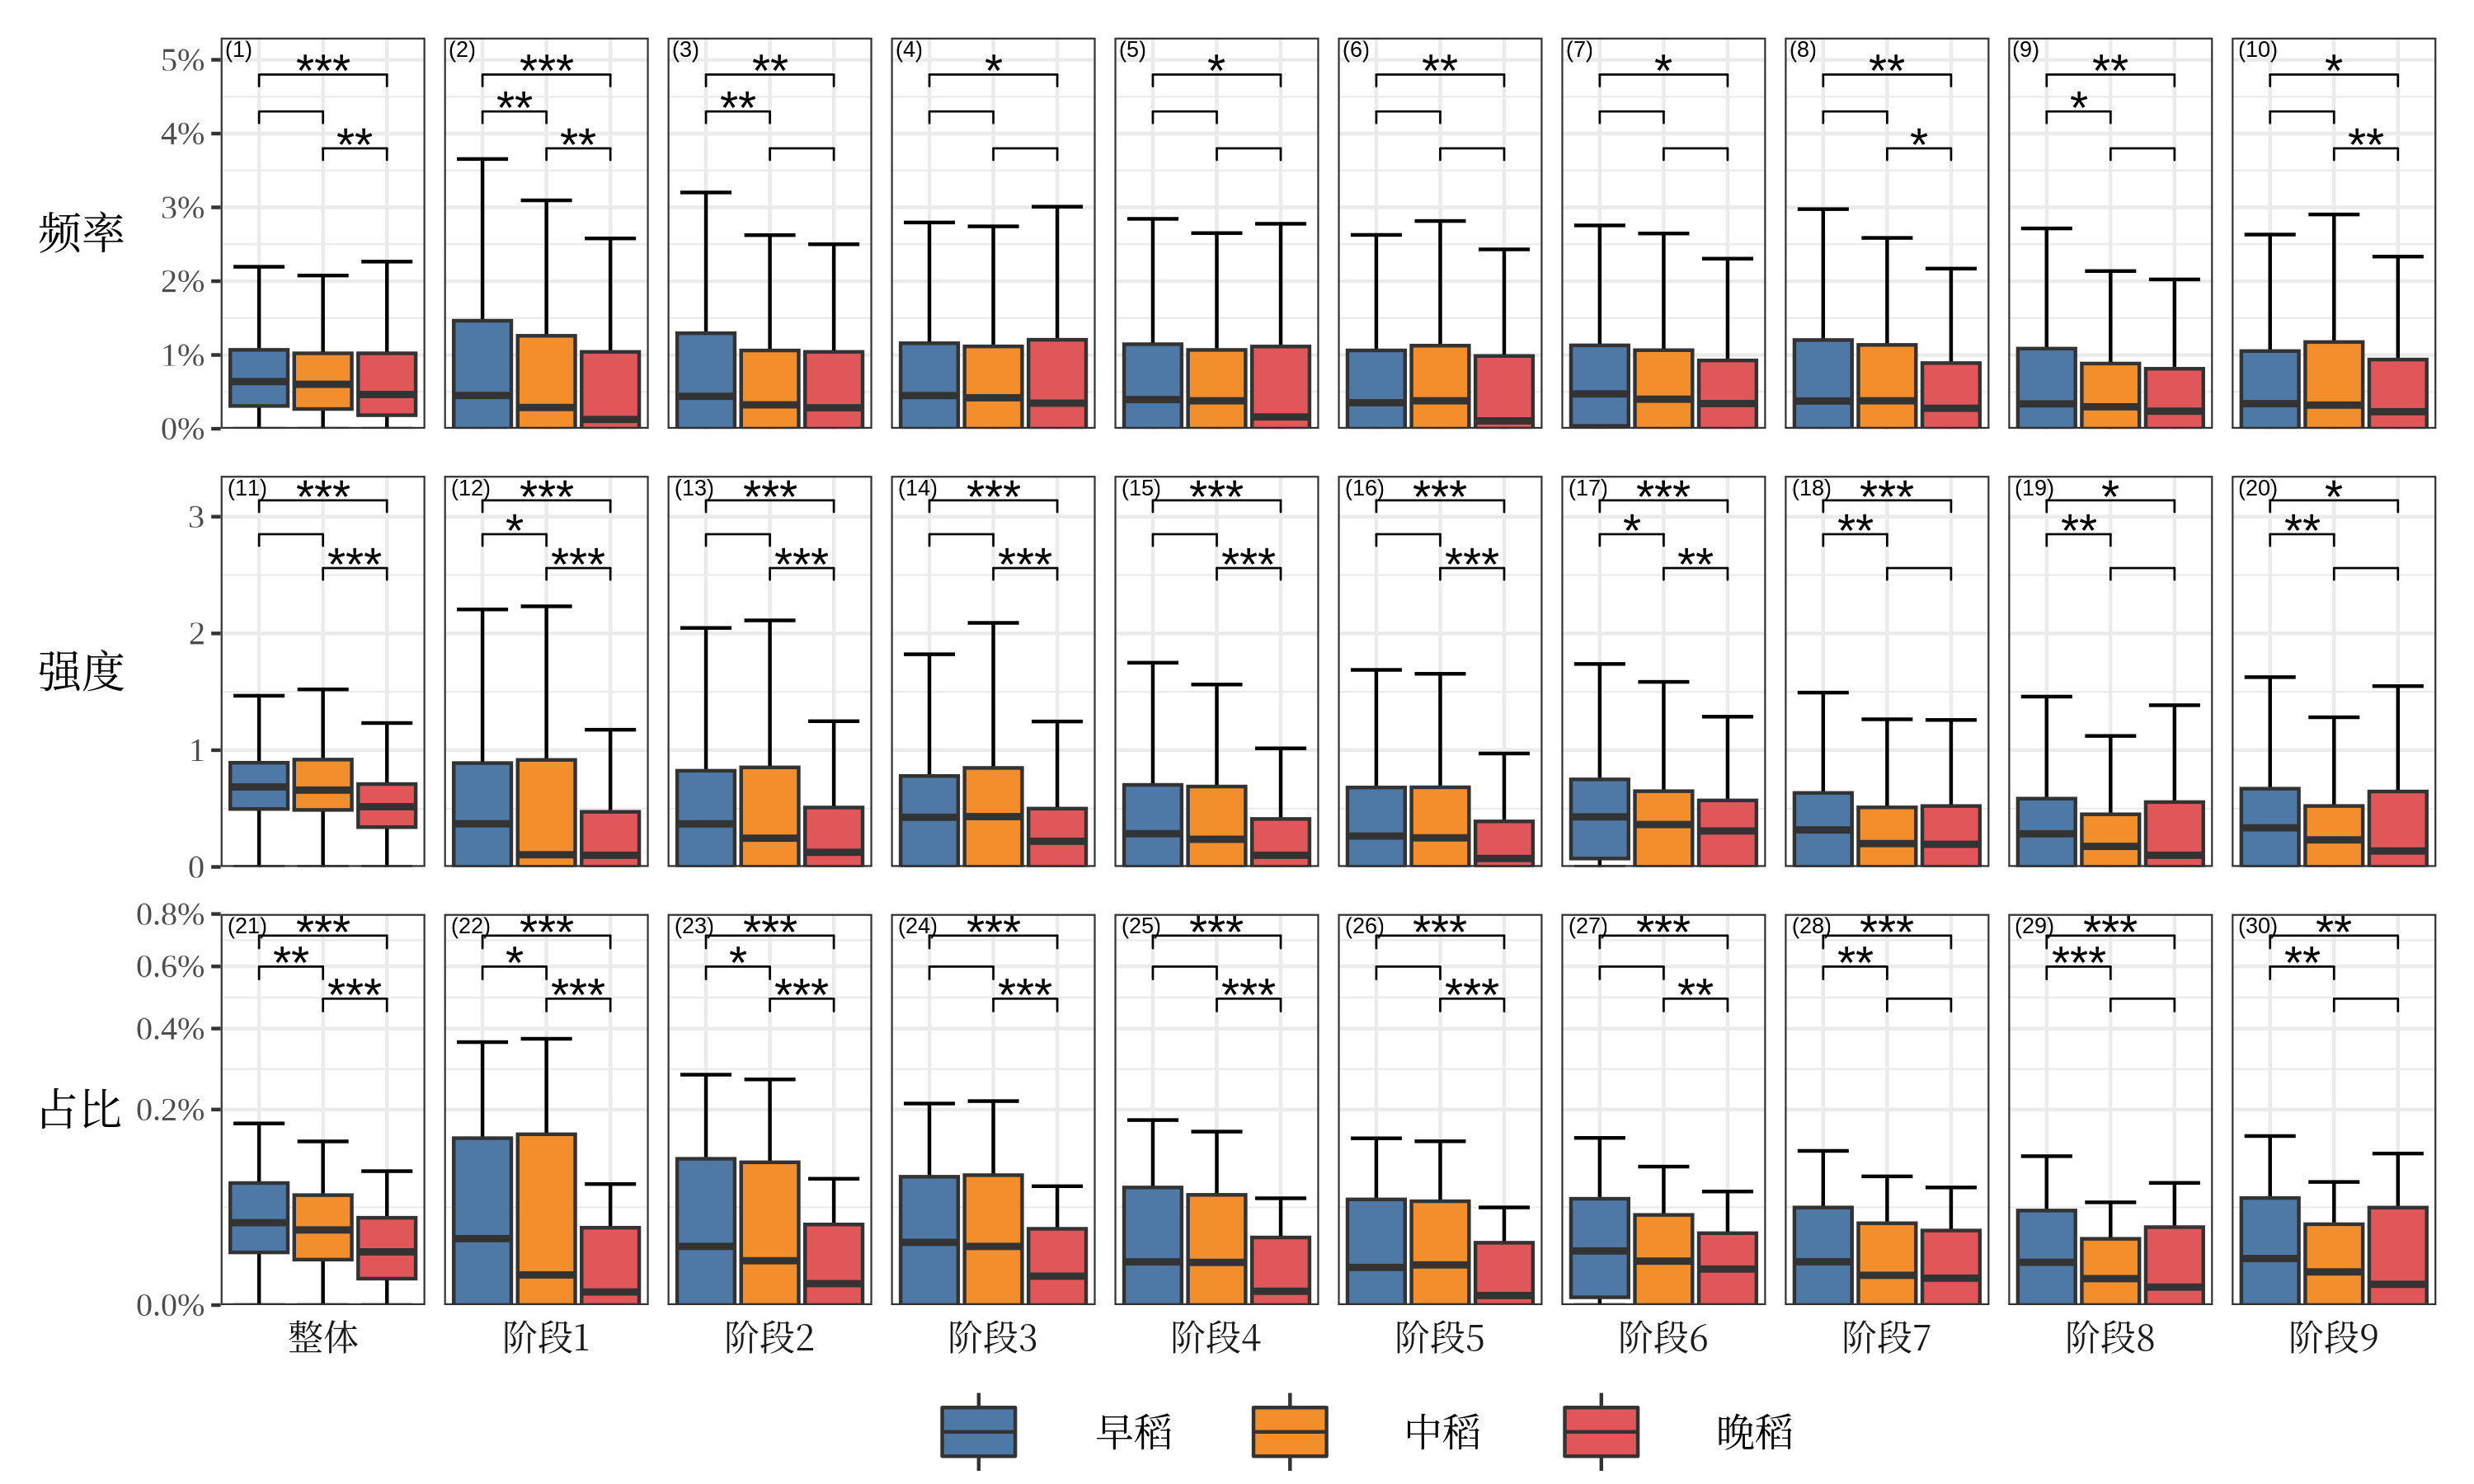 (1) (2) (3) (4) (5) (6) (7) (8) (9) (10)
5%
*** *** ** * * ** * ** ** *
** ** *
4%
** ** * **
3%
频率
2%
1%
0%
(11) (12) (13) (14) (15) (16) (17) (18) (19) (20)
*** *** *** *** *** *** *** *** * *
3
* * ** ** **
*** *** *** *** *** *** **
2
强度
1
0
0.8%
(21) (22) (23) (24) (25) (26) (27) (28) (29) (30)
*** *** *** *** *** *** *** *** *** **
0.6%
** * * ** *** **
*** *** *** *** *** *** **
0.4%
0.2%
占比
0.0%
整体 阶段1 阶段2 阶段3 阶段4 阶段5 阶段6 阶段7 阶段8 阶段9
早稻 中稻 晚稻